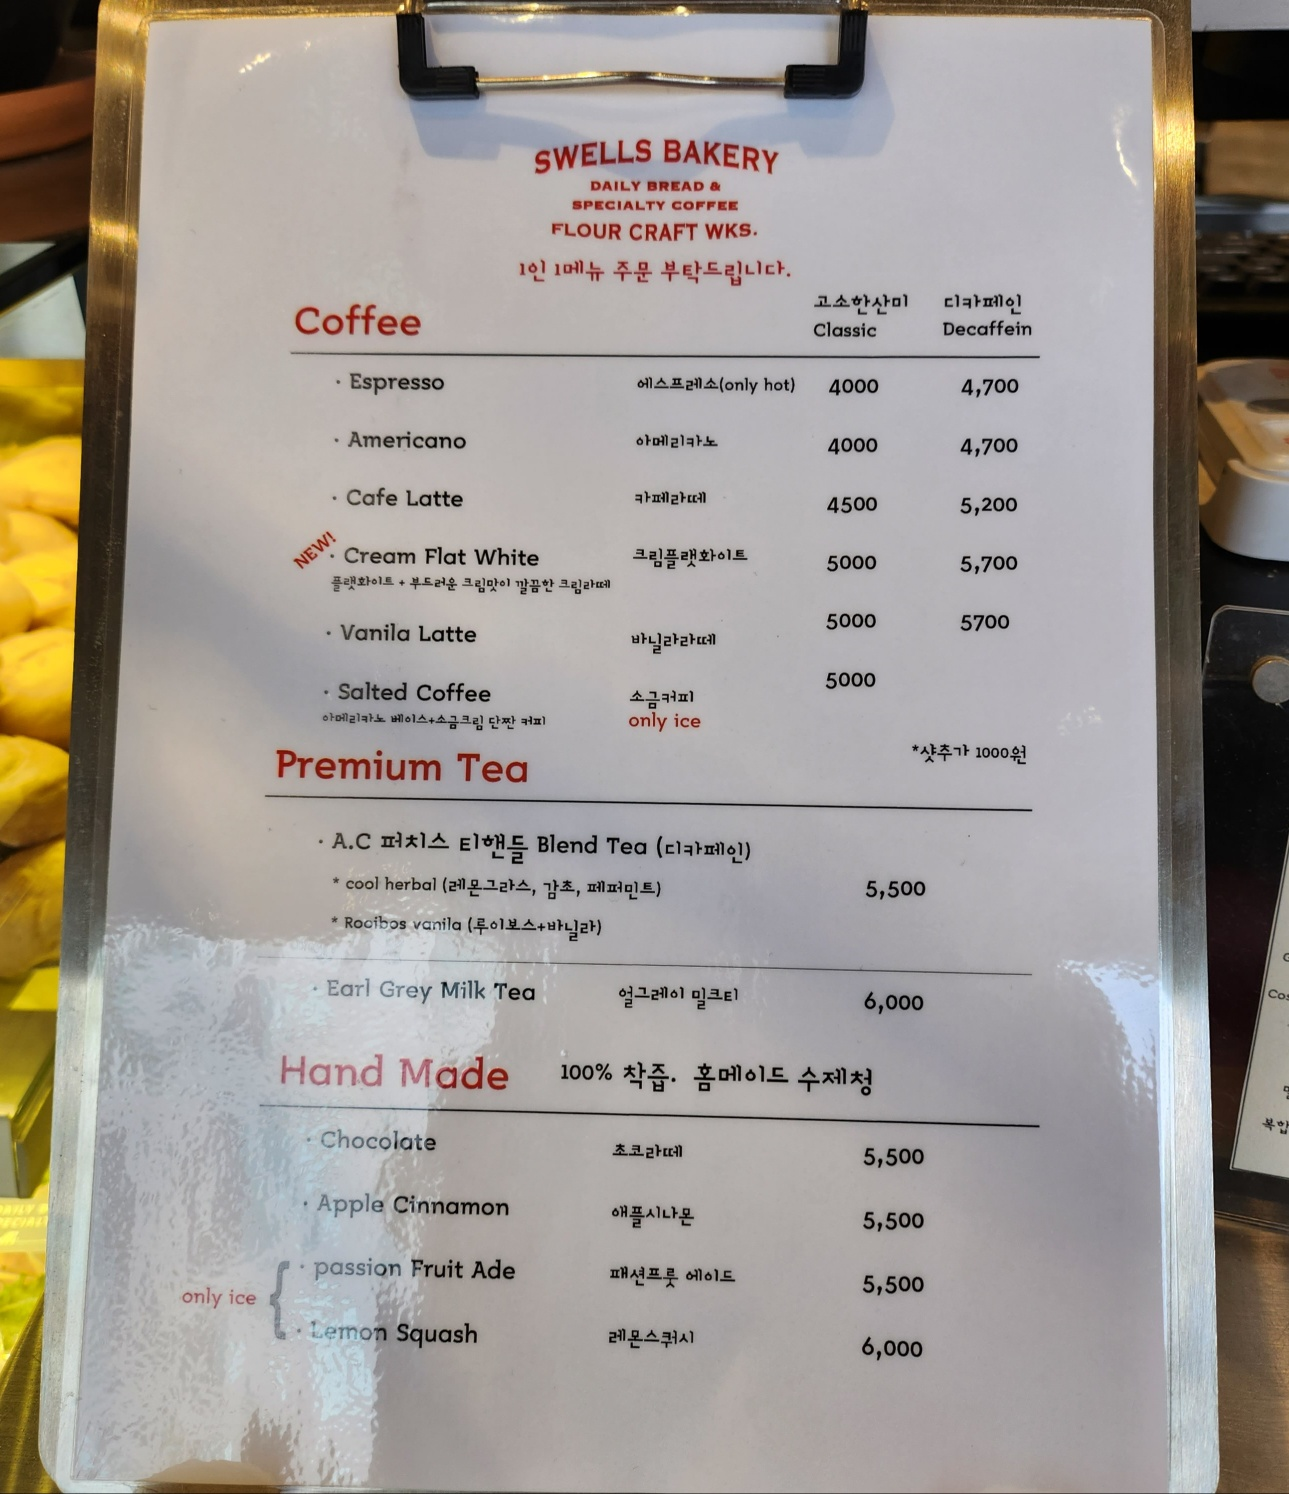 SWELLS BAKERY
DAILY BREAD &
SPECIALTY COFFEE
FLOUR CRAFT WKS.
1인 1메뉴 주문 부탁드립니다.
Coffee 고소한산미 디카페인
Classic Decaffein
· Espresso 에스프레소(only hot) 4000 4,700
· Americano 아메리카노 4000 4,700
· Cafe Latte 카페라떼 4500 5,200
NEW! · Cream Flat White 크림플랫화이트 5000 5,700
플랫화이트 + 부드러운 크림맛이 깔끔한 크림라떼
· Vanila Latte 바닐라라떼 5000 5700
· Salted Coffee 소금커피 5000
아메리카노 베이스+소금크림 단짠 커피 only ice
Premium Tea *샷추가 1000원
· A.C 퍼치스 티핸들 Blend Tea (디카페인)
* cool herbal (레몬그라스, 감초, 페퍼민트) 5,500
* Rooibos vanila (루이보스+바닐라)
· Earl Grey Milk Tea 얼그레이 밀크티 6,000
Hand Made 100% 착즙. 홈메이드 수제청
· Chocolate 초코라떼 5,500
· Apple Cinnamon 애플시나몬 5,500
· passion Fruit Ade 패션프룻 에이드 5,500
only ice {
· Lemon Squash 레몬스쿼시 6,000
복합